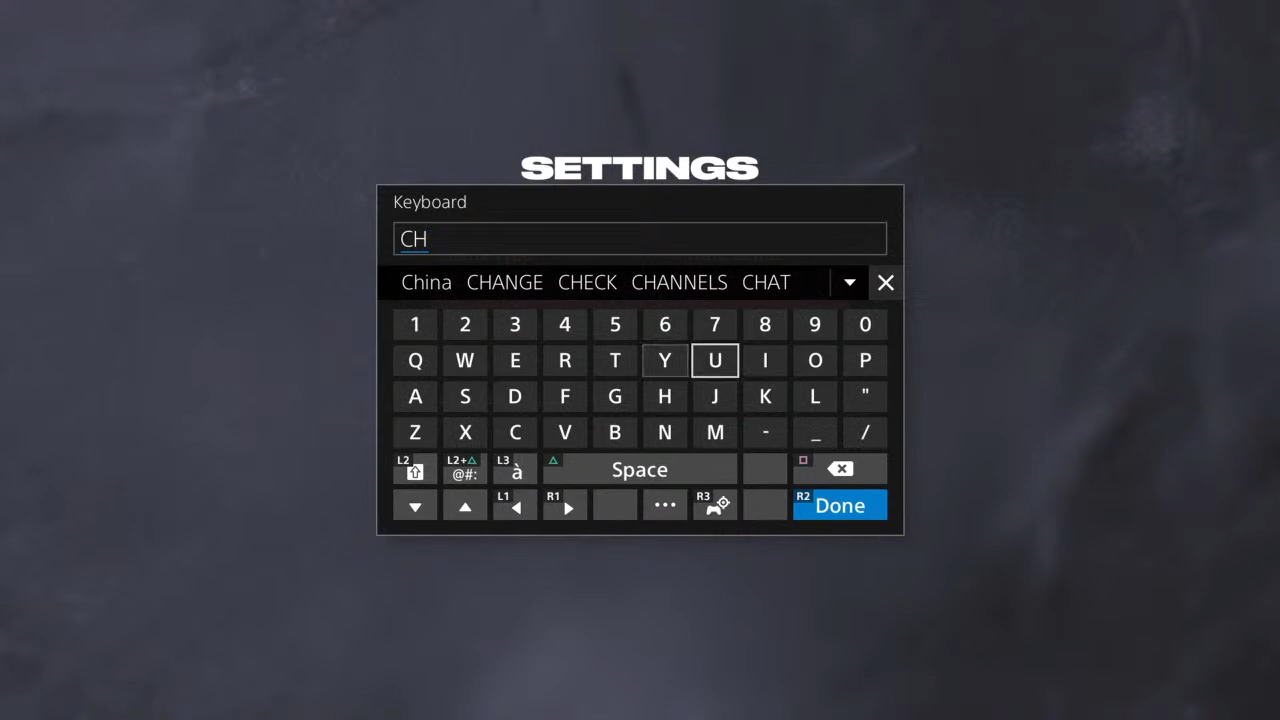 SETTINGS
Keyboard
CH
China CHANGE CHECK CHANNELS CHAT
1 2 3 4 5 6 7 8 9 0
Q W E R T Y U I O P
A S D F G H J K L "
Z X C V B N M - _ /
L2 L2+△ @#: L3 à △ Space □
L1 R1 ... R3 R2 Done